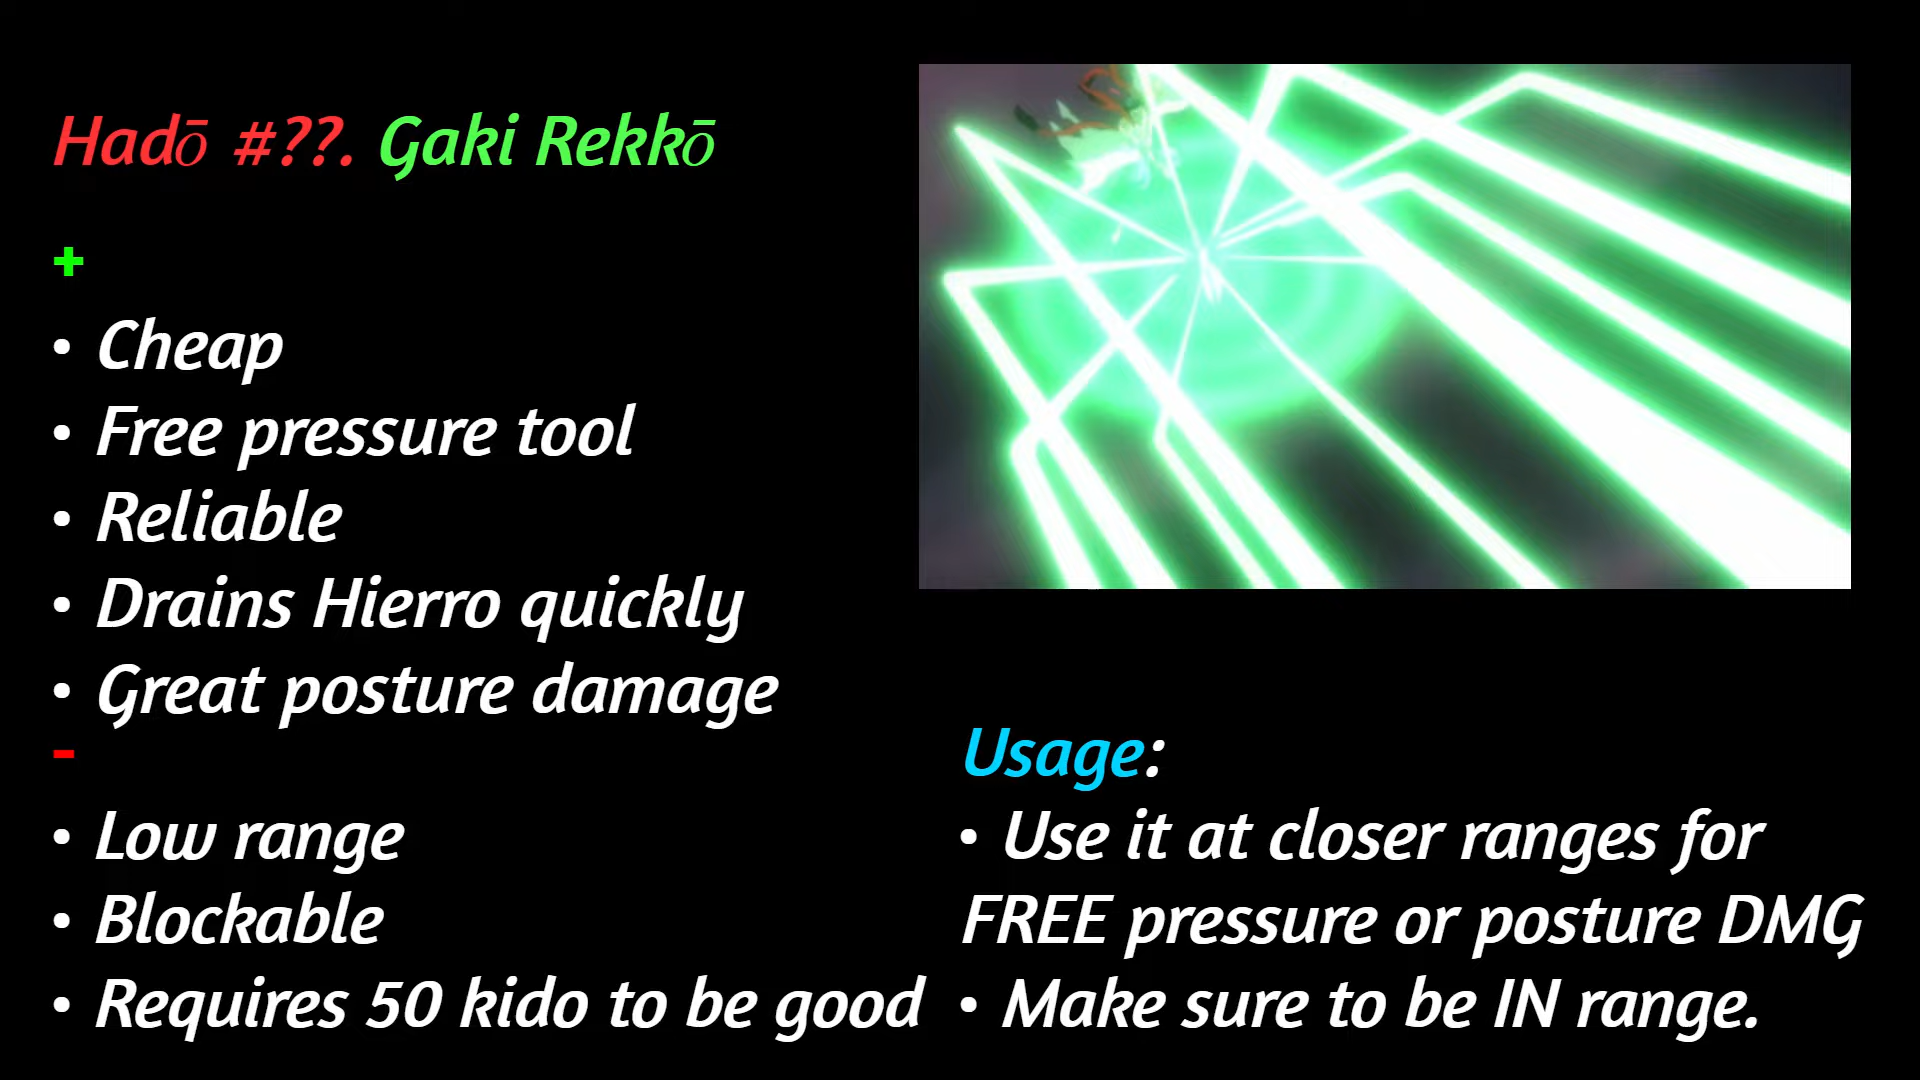 Hadō #??. Gaki Rekkō
+
• Cheap
• Free pressure tool
• Reliable
• Drains Hierro quickly
• Great posture damage
-
• Low range
• Blockable
• Requires 50 kido to be good
Usage:
• Use it at closer ranges for
FREE pressure or posture DMG
• Make sure to be IN range.